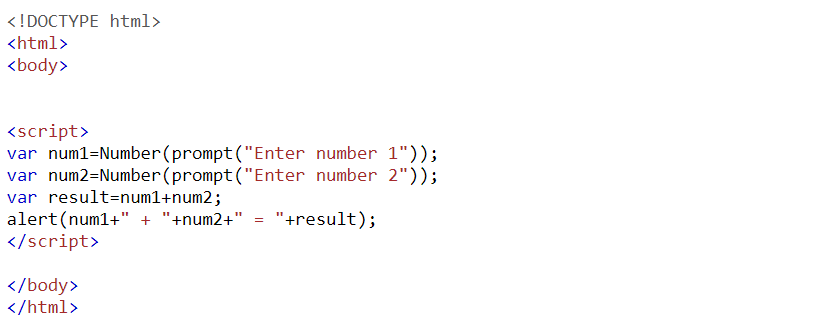 <!DOCTYPE html>
<html>
<body>
<script>
var num1=Number(prompt("Enter number 1"));
var num2=Number(prompt("Enter number 2"));
var result=num1+num2;
alert(num1+" + "+num2+" = "+result);
</script>
</body>
</html>